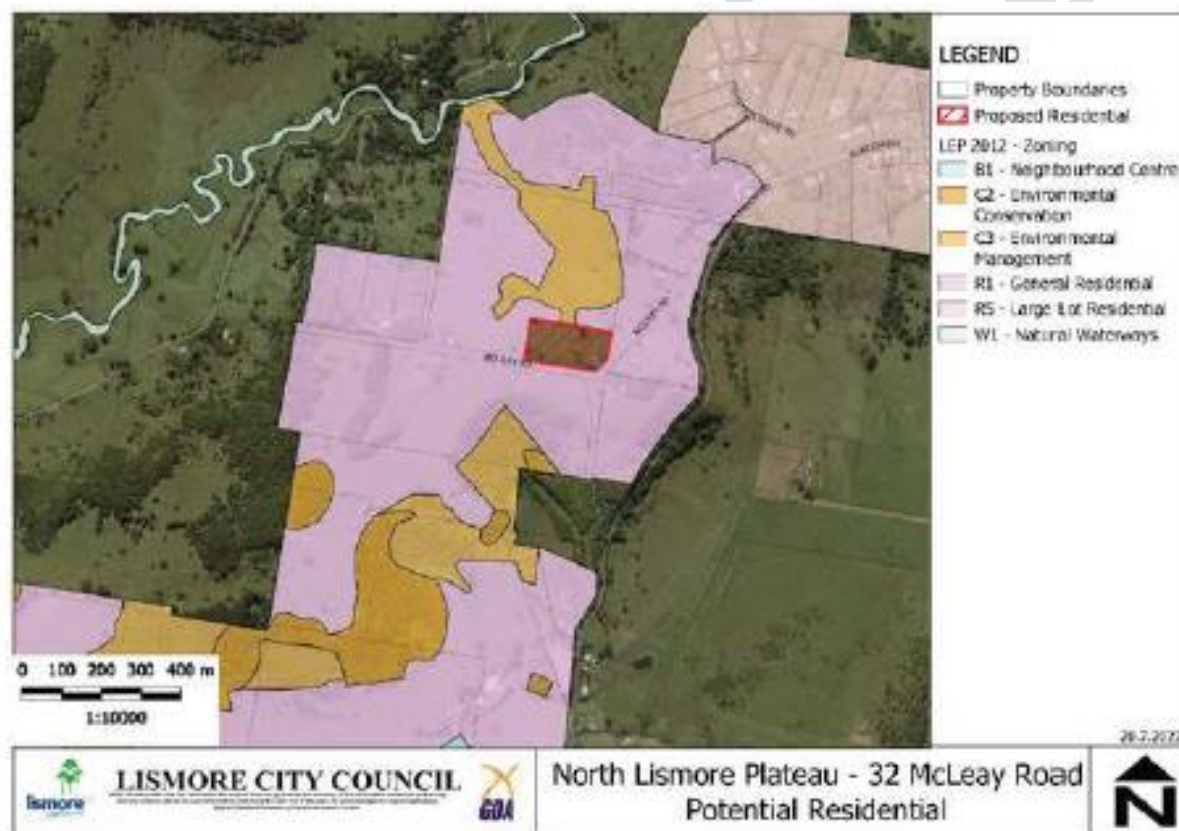 LEGEND
Property Boundaries
Proposed Residential
LEP 2012 - Zoning
B1 - Neighbourhood Centre
C2 - Environmental
Conservation
C3 - Environmental
Management
R1 - General Residential
R5 - Large Lot Residential
W1 - Natural Waterways
0 100 200 300 400 m
1:10000
lismore
LISMORE CITY COUNCIL
GDA
North Lismore Plateau - 32 McLeay Road
Potential Residential
N